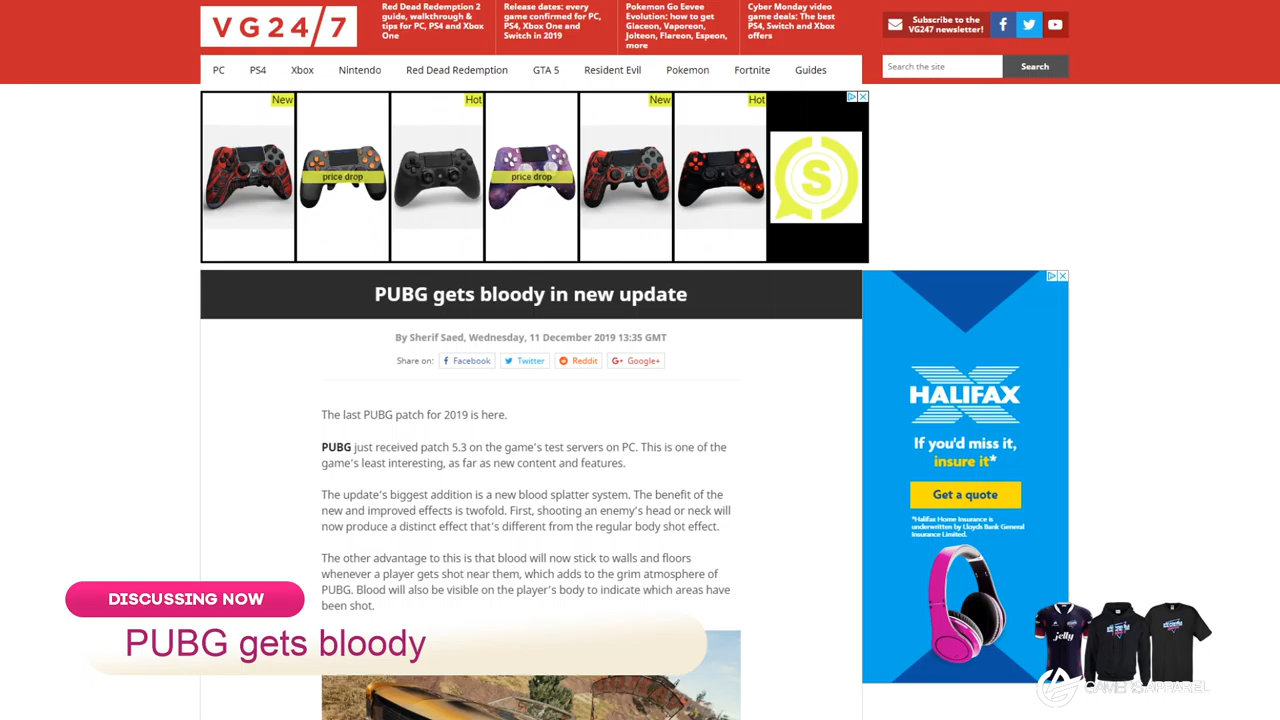 VG24/7
Red Dead Redemption 2
guide, walkthrough &
tips for PC, PS4 and Xbox
One
Release dates: every
game confirmed for PC,
PS4, Xbox One and
Switch in 2019
Pokemon Go Eevee
Evolution: how to get
Glaceon, Vaporeon,
Jolteon, Flareon, Espeon,
more
Cyber Monday video
game deals: The best
PS4, Switch and Xbox
offers
Subscribe to the
VG247 newsletter!
PC PS4 Xbox Nintendo Red Dead Redemption GTA 5 Resident Evil Pokemon Fortnite Guides
Search the site Search
New Hot New Hot
price drop price drop
S
PUBG gets bloody in new update
By Sherif Saed, Wednesday, 11 December 2019 13:35 GMT
Share on: Facebook Twitter Reddit Google+
The last PUBG patch for 2019 is here.
PUBG just received patch 5.3 on the game's test servers on PC. This is one of the
game's least interesting, as far as new content and features.
The update's biggest addition is a new blood splatter system. The benefit of the
new and improved effects is twofold. First, shooting an enemy's head or neck will
now produce a distinct effect that's different from the regular body shot effect.
The other advantage to this is that blood will now stick to walls and floors
whenever a player gets shot near them, which adds to the grim atmosphere of
PUBG. Blood will also be visible on the player's body to indicate which areas have
been shot.
HALIFAX
If you'd miss it,
insure it*
Get a quote
*Halifax Home Insurance is
underwritten by Lloyds Bank General
Insurance Limited.
DISCUSSING NOW
PUBG gets bloody
jelly